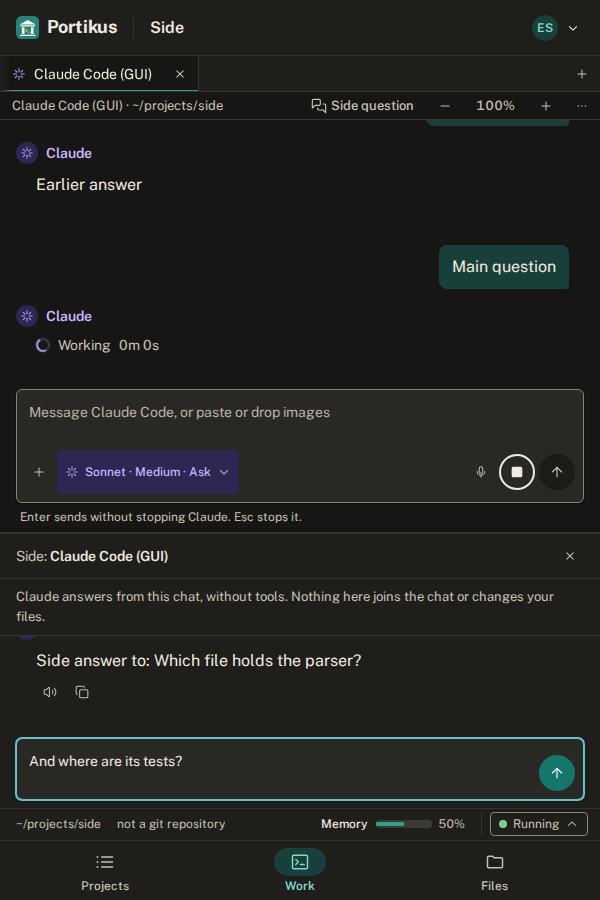 Portikus
Side
ES
Claude Code (GUI)
Claude Code (GUI) · ~/projects/side
Side question
100%
Claude
Earlier answer
Main question
Claude
Working 0m 0s
Message Claude Code, or paste or drop images
Sonnet · Medium · Ask
Enter sends without stopping Claude. Esc stops it.
Side: Claude Code (GUI)
Claude answers from this chat, without tools. Nothing here joins the chat or changes your
files.
Side answer to: Which file holds the parser?
And where are its tests?
~/projects/side
not a git repository
Memory
50%
Running
Projects
Work
Files